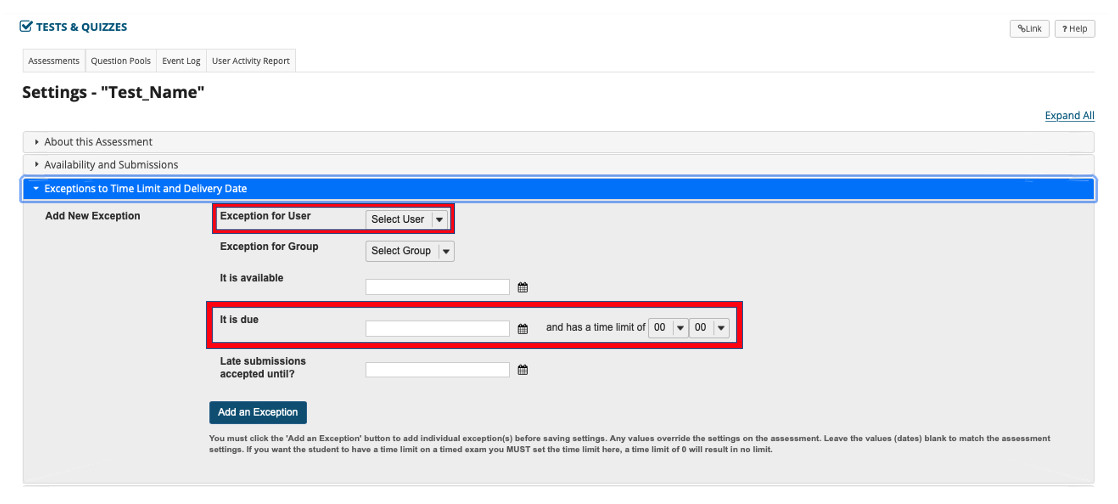 TESTS & QUIZZES
Link
? Help
Assessments
Question Pools
Event Log
User Activity Report
Settings - "Test_Name"
Expand All
About this Assessment
Availability and Submissions
Exceptions to Time Limit and Delivery Date
Add New Exception
Exception for User
Select User
Exception for Group
Select Group
It is available
It is due
and has a time limit of 00 00
Late submissions
accepted until?
Add an Exception
You must click the 'Add an Exception' button to add individual exception(s) before saving settings. Any values override the settings on the assessment. Leave the values (dates) blank to match the assessment
settings. If you want the student to have a time limit on a timed exam you MUST set the time limit here, a time limit of 0 will result in no limit.